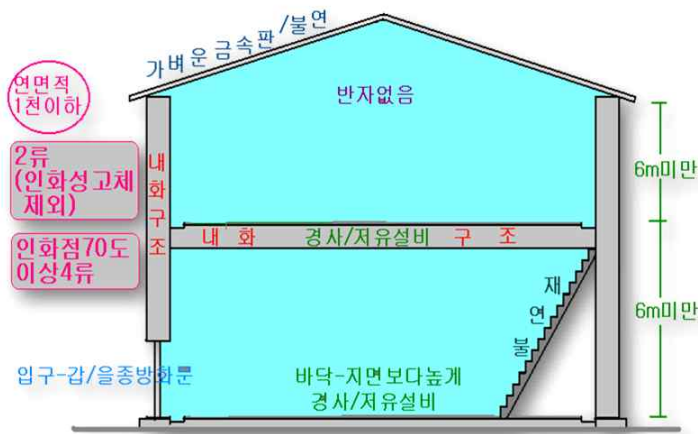 가벼운금속판/불연
연면적
1천이하
반자없음
2류
(인화성고체
제외)
내화구조
6m미만
내 화 경사/저유설비 구 조
인화점70도
이상4류
불연재
6m미만
입구-갑/을종방화문
바닥-지면보다높게
경사/저유설비